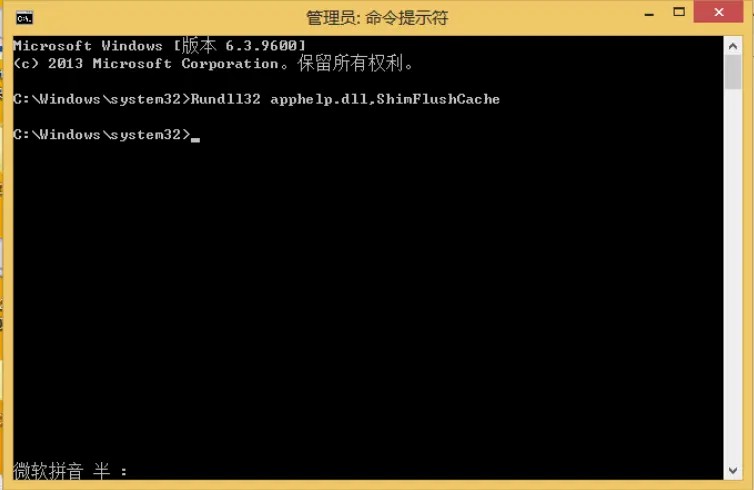 管理员: 命令提示符
Microsoft Windows [版本 6.3.9600]
(c) 2013 Microsoft Corporation。保留所有权利。
C:\Windows\system32>Rundll32 apphelp.dll,ShimFlushCache
C:\Windows\system32>
微软拼音 半 :